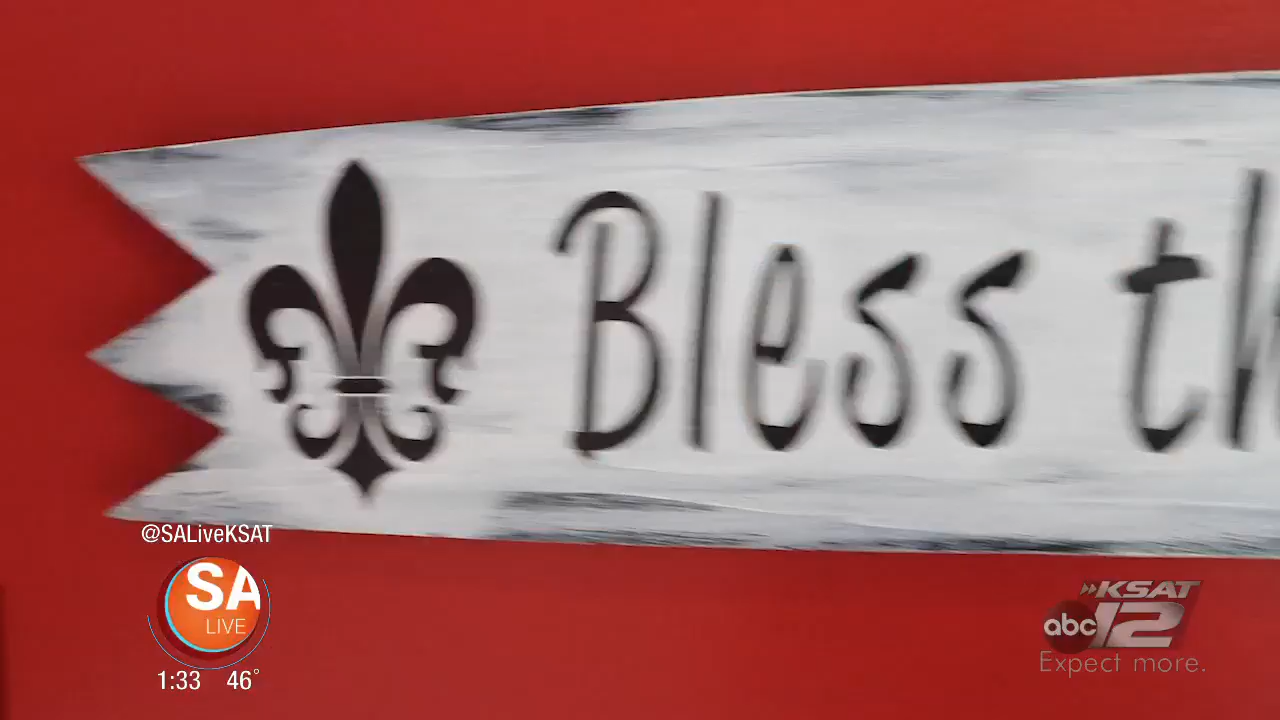 Bless th
@SALiveKSAT
SA
LIVE
1:33 46°
KSAT
abc 12
Expect more.